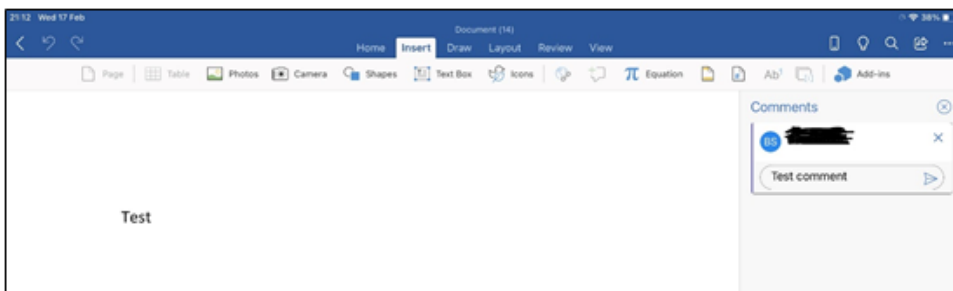 21:12 Wed 17 Feb
38%
Document (14)
Home Insert Draw Layout Review View
Page Table Photos Camera Shapes Text Box Icons Equation Ab¹ Add-ins
Comments
BS
Test comment
Test